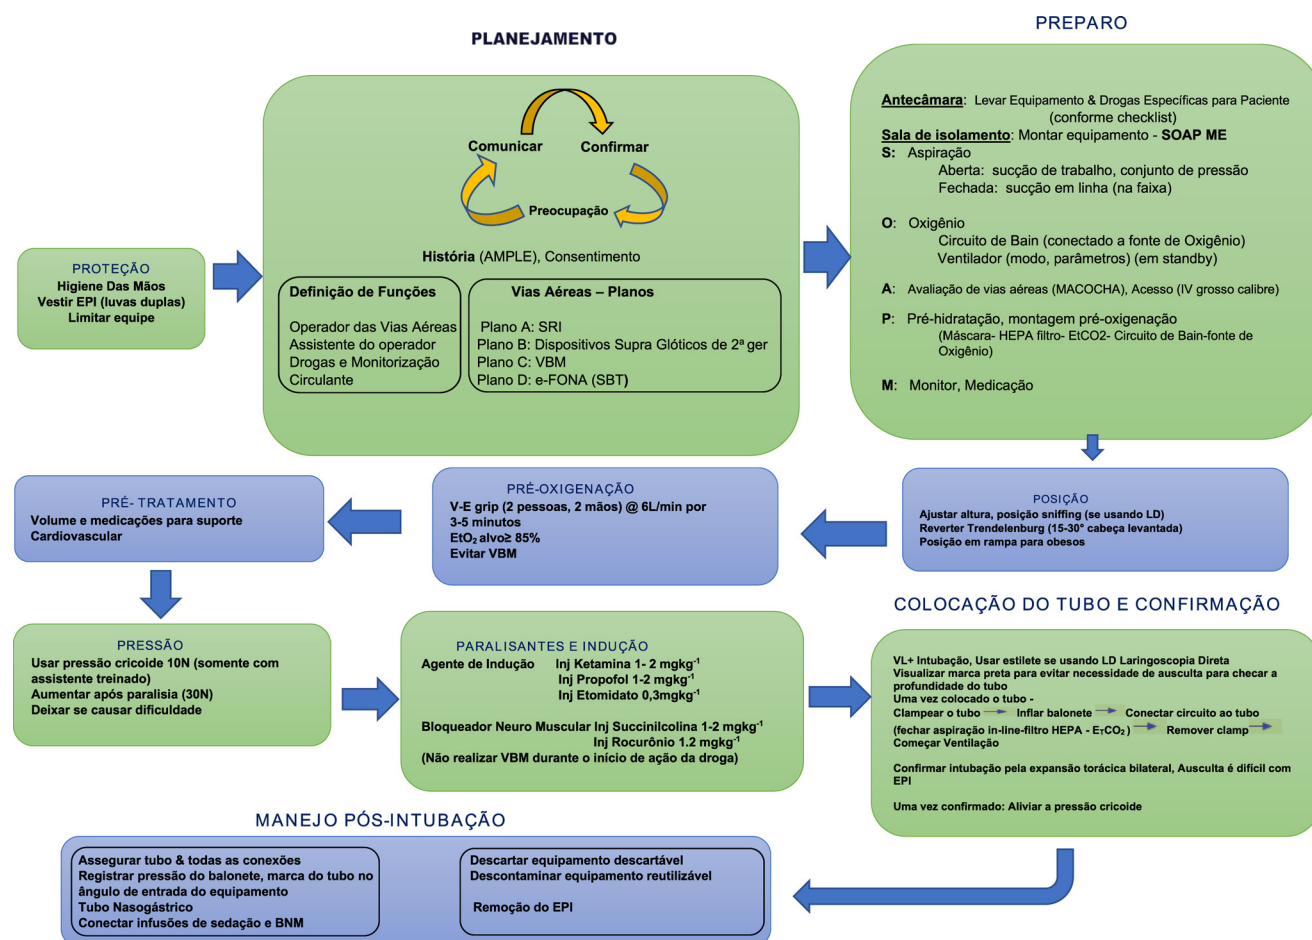 PROTEÇÃO
Higiene Das Mãos
Vestir EPI (luvas duplas)
Limitar equipe
PLANEJAMENTO
Comunicar
Confirmar
Preocupação
História (AMPLE), Consentimento
Definição de Funções
Operador das Vias Aéreas
Assistente do operador
Drogas e Monitorização
Circulante
Vias Aéreas – Planos
Plano A: SRI
Plano B: Dispositivos Supra Glóticos de 2ª ger
Plano C: VBM
Plano D: e-FONA (SBT)
PREPARO
Antecâmara: Levar Equipamento & Drogas Específicas para Paciente
(conforme checklist)
Sala de isolamento: Montar equipamento - SOAP ME
S: Aspiração
Aberta: sucção de trabalho, conjunto de pressão
Fechada: sucção em linha (na faixa)
O: Oxigênio
Circuito de Bain (conectado a fonte de Oxigênio)
Ventilador (modo, parâmetros) (em standby)
A: Avaliação de vias aéreas (MACOCHA), Acesso (IV grosso calibre)
P: Pré-hidratação, montagem pré-oxigenação
(Máscara- HEPA filtro- EtCO2- Circuito de Bain-fonte de
Oxigênio)
M: Monitor, Medicação
POSIÇÃO
Ajustar altura, posição sniffing (se usando LD)
Reverter Trendelenburg (15-30° cabeça levantada)
Posição em rampa para obesos
PRÉ-OXIGENAÇÃO
V-E grip (2 pessoas, 2 mãos) @ 6L/min por
3-5 minutos
EtO₂ alvo≥ 85%
Evitar VBM
PRÉ- TRATAMENTO
Volume e medicações para suporte
Cardiovascular
PRESSÃO
Usar pressão cricoide 10N (somente com
assistente treinado)
Aumentar após paralisia (30N)
Deixar se causar dificuldade
PARALISANTES E INDUÇÃO
Agente de Indução Inj Ketamina 1- 2 mgkg⁻¹
Inj Propofol 1-2 mgkg⁻¹
Inj Etomidato 0,3mgkg⁻¹
Bloqueador Neuro Muscular Inj Succinilcolina 1-2 mgkg⁻¹
Inj Rocurônio 1.2 mgkg⁻¹
(Não realizar VBM durante o início de ação da droga)
COLOCAÇÃO DO TUBO E CONFIRMAÇÃO
VL+ Intubação, Usar estilete se usando LD Laringoscopia Direta
Visualizar marca preta para evitar necessidade de ausculta para checar a
profundidade do tubo
Uma vez colocado o tubo -
Clampear o tubo → Inflar balonete → Conectar circuito ao tubo
(fechar aspiração in-line-filtro HEPA - EᴛCO₂) → Remover clamp →
Começar Ventilação
Confirmar intubação pela expansão torácica bilateral, Ausculta é difícil com
EPI
Uma vez confirmado: Aliviar a pressão cricoide
MANEJO PÓS-INTUBAÇÃO
Assegurar tubo & todas as conexões
Registrar pressão do balonete, marca do tubo no
ângulo de entrada do equipamento
Tubo Nasogástrico
Conectar infusões de sedação e BNM
Descartar equipamento descartável
Descontaminar equipamento reutilizável
Remoção do EPI